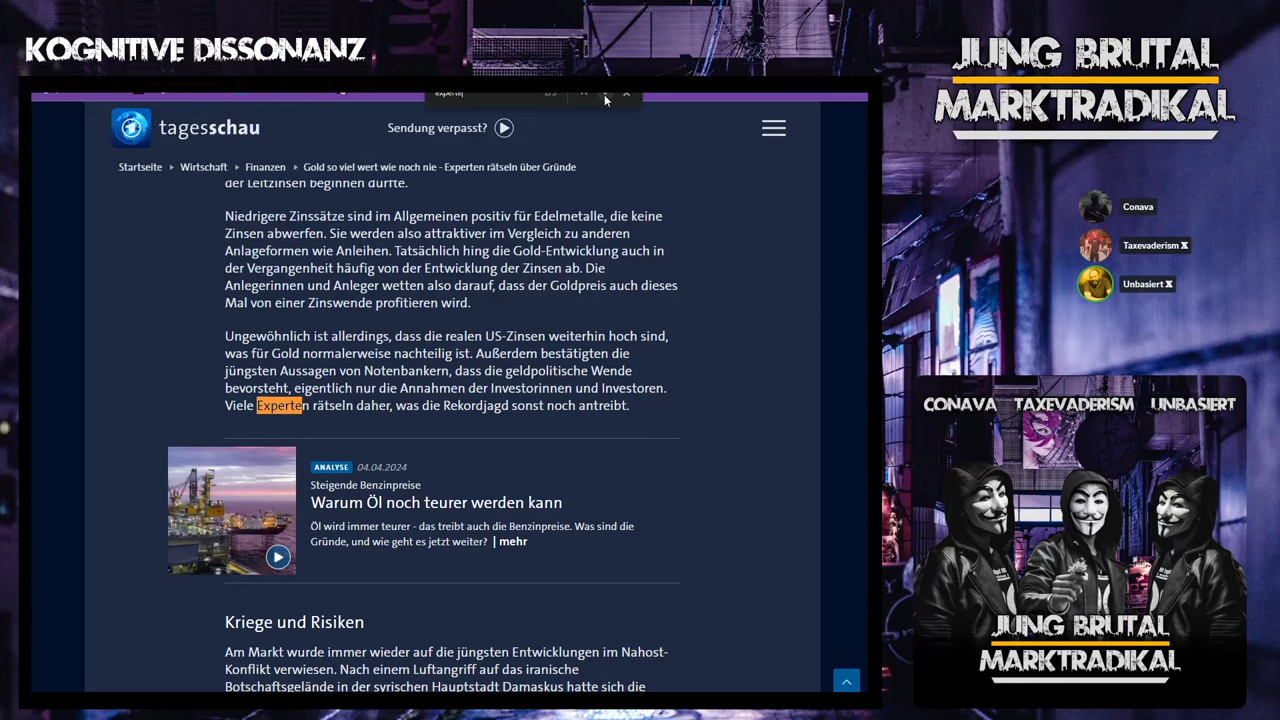 KOGNITIVE DISSONANZ
JUNG BRUTAL
MARKTRADIKAL
experte
2/3
tagesschau
Sendung verpasst?
Startseite Wirtschaft Finanzen Gold so viel wert wie noch nie - Experten rätseln über Gründe
der Leitzinsen beginnen dürfte.
Niedrigere Zinssätze sind im Allgemeinen positiv für Edelmetalle, die keine
Zinsen abwerfen. Sie werden also attraktiver im Vergleich zu anderen
Anlageformen wie Anleihen. Tatsächlich hing die Gold-Entwicklung auch in
der Vergangenheit häufig von der Entwicklung der Zinsen ab. Die
Anlegerinnen und Anleger wetten also darauf, dass der Goldpreis auch dieses
Mal von einer Zinswende profitieren wird.
Ungewöhnlich ist allerdings, dass die realen US-Zinsen weiterhin hoch sind,
was für Gold normalerweise nachteilig ist. Außerdem bestätigten die
jüngsten Aussagen von Notenbankern, dass die geldpolitische Wende
bevorsteht, eigentlich nur die Annahmen der Investorinnen und Investoren.
Viele Experten rätseln daher, was die Rekordjagd sonst noch antreibt.
ANALYSE 04.04.2024
Steigende Benzinpreise
Warum Öl noch teurer werden kann
Öl wird immer teurer - das treibt auch die Benzinpreise. Was sind die
Gründe, und wie geht es jetzt weiter? | mehr
Kriege und Risiken
Am Markt wurde immer wieder auf die jüngsten Entwicklungen im Nahost-
Konflikt verwiesen. Nach einem Luftangriff auf das iranische
Botschaftsgelände in der syrischen Hauptstadt Damaskus hatte sich die
Conava
Taxevaderism X
Unbasiert X
CONAVA TAXEVADERISM UNBASIERT
JUNG BRUTAL
MARKTRADIKAL